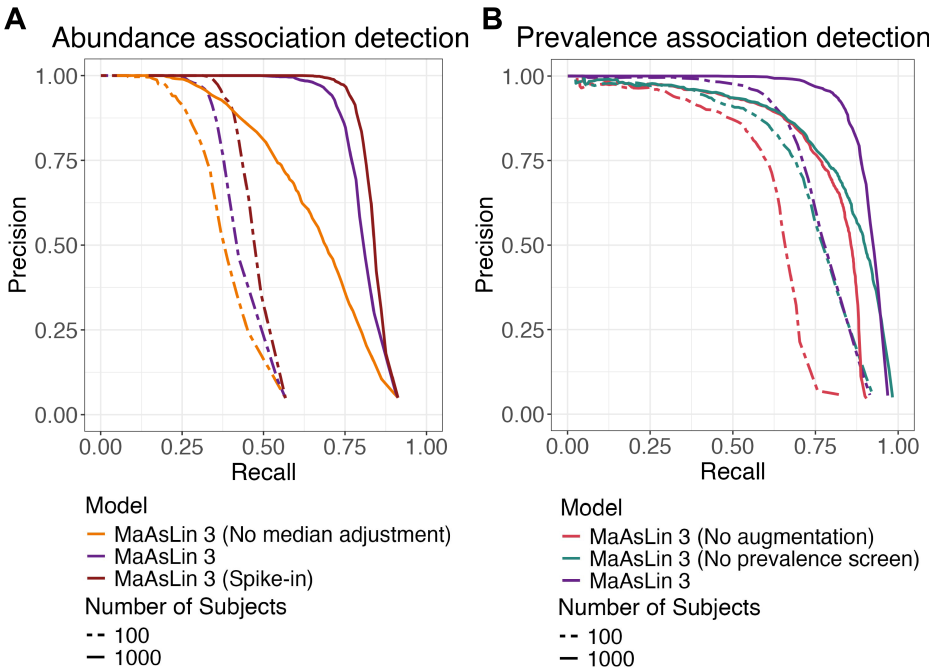 A
Abundance association detection
Precision
1.00
0.75
0.50
0.25
0.00
0.00 0.25 0.50 0.75 1.00
Recall
Model
MaAsLin 3 (No median adjustment)
MaAsLin 3
MaAsLin 3 (Spike-in)
Number of Subjects
100
1000
B
Prevalence association detection
Precision
1.00
0.75
0.50
0.25
0.00
0.00 0.25 0.50 0.75 1.00
Recall
Model
MaAsLin 3 (No augmentation)
MaAsLin 3 (No prevalence screen)
MaAsLin 3
Number of Subjects
100
1000